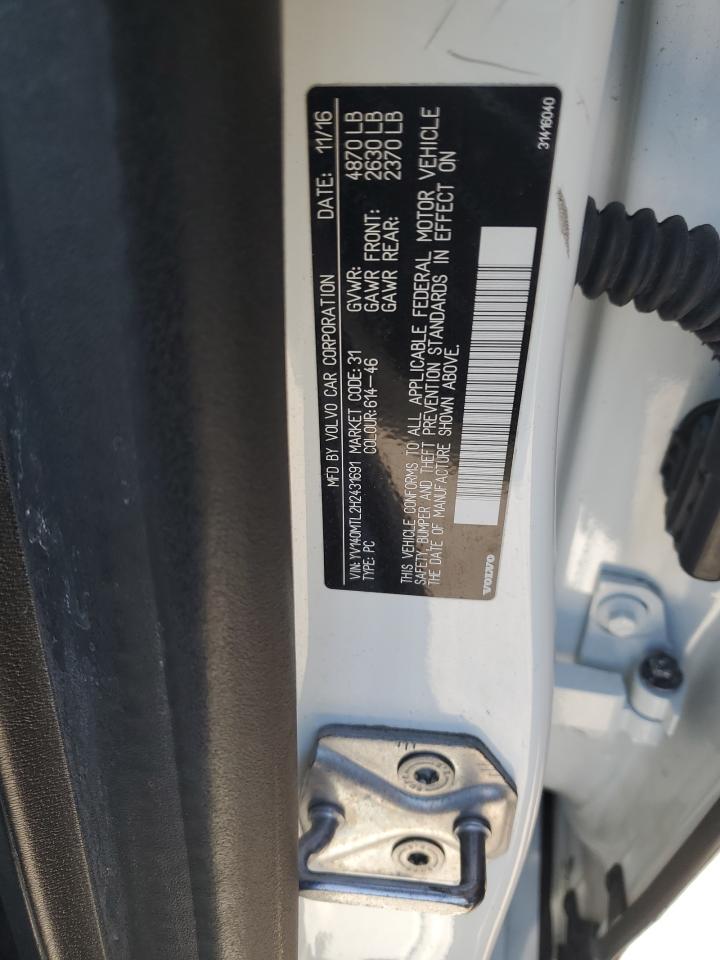 MFD BY VOLVO CAR CORPORATION DATE: 11/16
VIN: YV140MTL2H2431691 MARKET CODE: 31 GVWR: 4870 LB
TYPE: PC COLOUR: 614-46 GAWR FRONT: 2630 LB
GAWR REAR: 2370 LB
THIS VEHICLE CONFORMS TO ALL APPLICABLE FEDERAL MOTOR VEHICLE
SAFETY, BUMPER AND THEFT PREVENTION STANDARDS IN EFFECT ON
THE DATE OF MANUFACTURE SHOWN ABOVE.
VOLVO 31416040